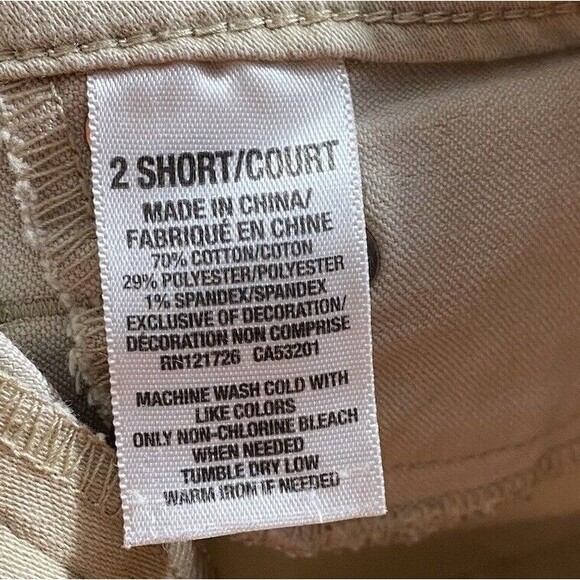 2 SHORT/COURT
MADE IN CHINA/
FABRIQUÉ EN CHINE
70% COTTON/COTON
29% POLYESTER/POLYESTER
1% SPANDEX/SPANDEX
EXCLUSIVE OF DECORATION/
DÉCORATION NON COMPRISE
RN121726 CA53201
MACHINE WASH COLD WITH
LIKE COLORS
ONLY NON-CHLORINE BLEACH
WHEN NEEDED
TUMBLE DRY LOW
WARM IRON IF NEEDED